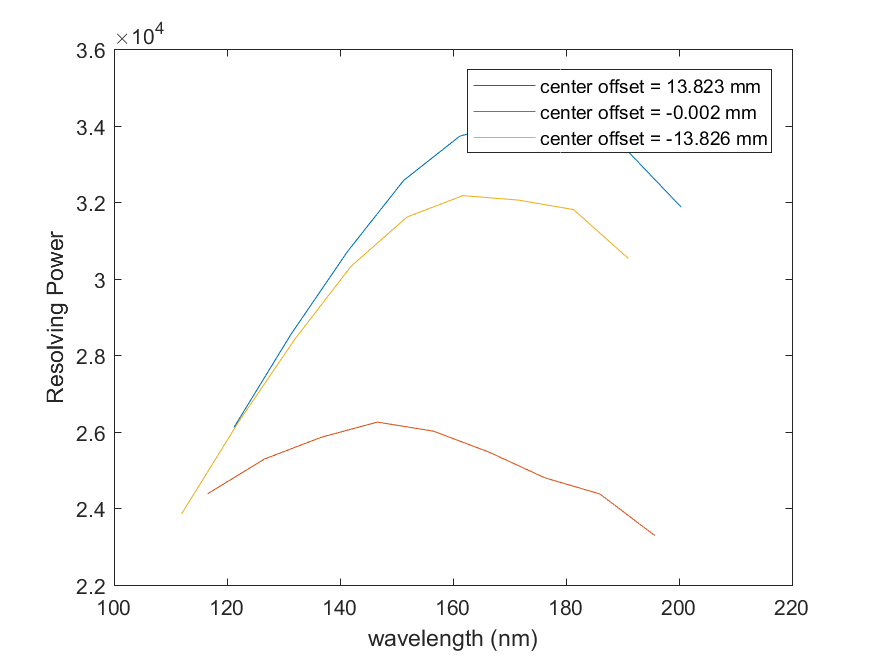 ×10⁴
3.6
3.4
3.2
3
2.8
2.6
2.4
2.2
Resolving Power
center offset = 13.823 mm
center offset = -0.002 mm
center offset = -13.826 mm
100 120 140 160 180 200 220
wavelength (nm)